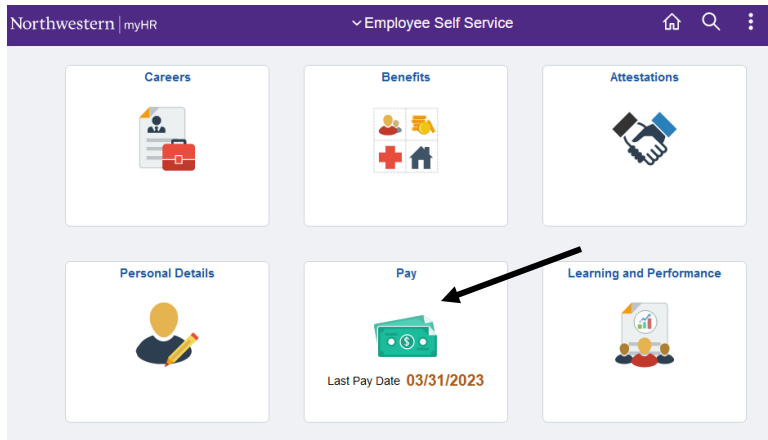 Northwestern | myHR
Employee Self Service
Careers
Benefits
Attestations
Personal Details
Pay
Learning and Performance
Last Pay Date 03/31/2023